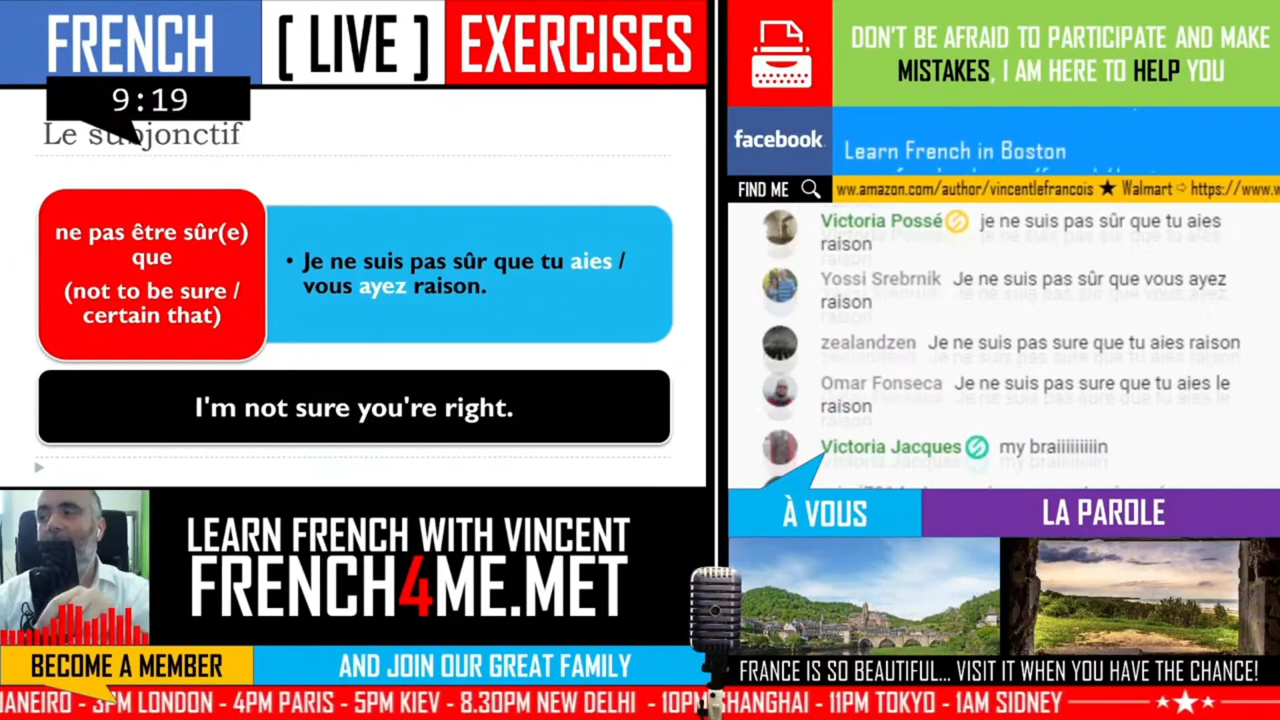 FRENCH
[ LIVE ]
EXERCISES
9:19
Le subjonctif
ne pas être sûr(e)
que
(not to be sure /
certain that)
• Je ne suis pas sûr que tu aies /
vous ayez raison.
I'm not sure you're right.
LEARN FRENCH WITH VINCENT
FRENCH4ME.MET
BECOME A MEMBER
AND JOIN OUR GREAT FAMILY
DON'T BE AFRAID TO PARTICIPATE AND MAKE
MISTAKES, I AM HERE TO HELP YOU
facebook.
Learn French in Boston
FIND ME
ww.amazon.com/author/vincentlefrancois ★ Walmart ⇨ https://www.w
Victoria Possé je ne suis pas sûr que tu aies
raison
Yossi Srebrnik Je ne suis pas sûr que vous ayez
raison
zealandzen Je ne suis pas sure que tu aies raison
Omar Fonseca Je ne suis pas sure que tu aies le
raison
Victoria Jacques my braiiiiiiiiin
À VOUS
LA PAROLE
FRANCE IS SO BEAUTIFUL... VISIT IT WHEN YOU HAVE THE CHANCE!
JANEIRO - 3PM LONDON - 4PM PARIS - 5PM KIEV - 8.30PM NEW DELHI - 10PM SHANGHAI - 11PM TOKYO - 1AM SIDNEY